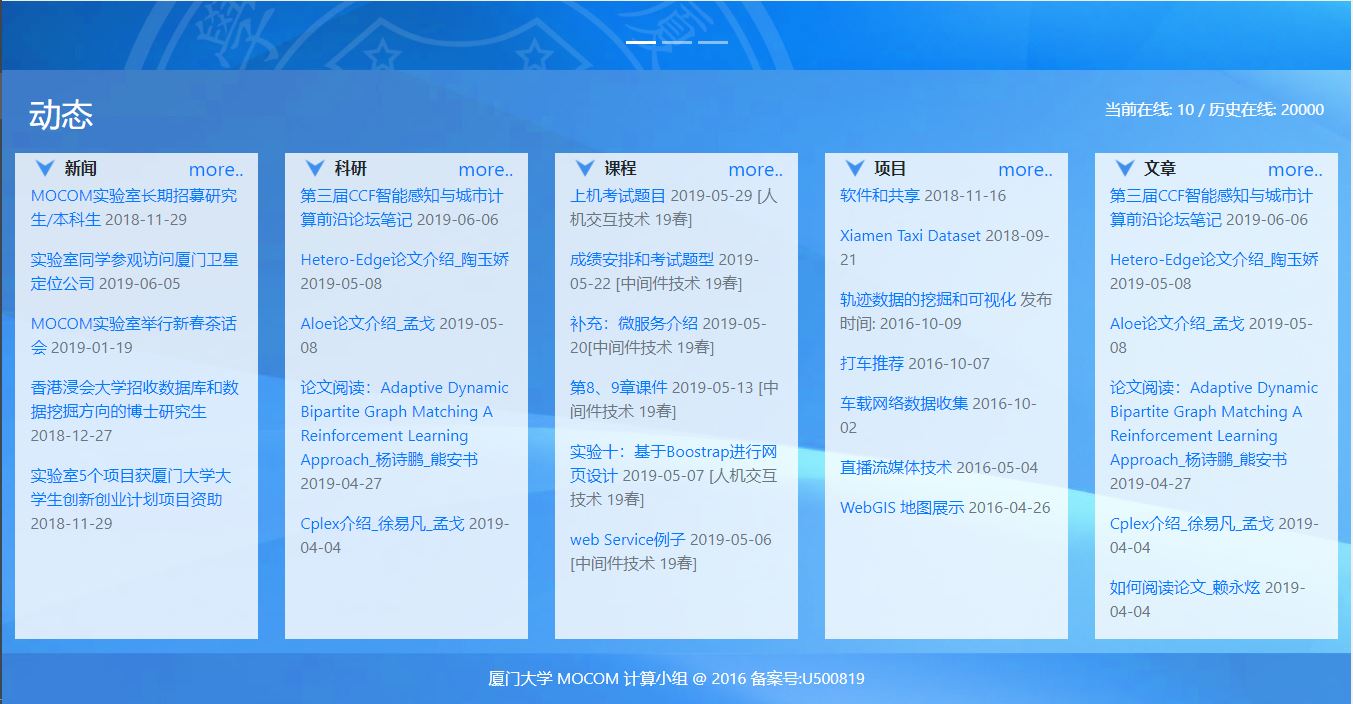 动态
当前在线: 10 / 历史在线: 20000
新闻 more..
MOCOM实验室长期招募研究
生/本科生 2018-11-29
实验室同学参观访问厦门卫星
定位公司 2019-06-05
MOCOM实验室举行新春茶话
会 2019-01-19
香港浸会大学招收数据库和数
据挖掘方向的博士研究生
2018-12-27
实验室5个项目获厦门大学大
学生创新创业计划项目资助
2018-11-29
科研 more..
第三届CCF智能感知与城市计
算前沿论坛笔记 2019-06-06
Hetero-Edge论文介绍_陶玉娇
2019-05-08
Aloe论文介绍_孟戈 2019-05-
08
论文阅读：Adaptive Dynamic
Bipartite Graph Matching A
Reinforcement Learning
Approach_杨诗鹏_熊安书
2019-04-27
Cplex介绍_徐易凡_孟戈 2019-
04-04
课程 more..
上机考试题目 2019-05-29 [人
机交互技术 19春]
成绩安排和考试题型 2019-
05-22 [中间件技术 19春]
补充：微服务介绍 2019-05-
20[中间件技术 19春]
第8、9章课件 2019-05-13 [中
间件技术 19春]
实验十：基于Boostrap进行网
页设计 2019-05-07 [人机交互
技术 19春]
web Service例子 2019-05-06
[中间件技术 19春]
项目 more..
软件和共享 2018-11-16
Xiamen Taxi Dataset 2018-09-
21
轨迹数据的挖掘和可视化 发布
时间: 2016-10-09
打车推荐 2016-10-07
车载网络数据收集 2016-10-
02
直播流媒体技术 2016-05-04
WebGIS 地图展示 2016-04-26
文章 more..
第三届CCF智能感知与城市计
算前沿论坛笔记 2019-06-06
Hetero-Edge论文介绍_陶玉娇
2019-05-08
Aloe论文介绍_孟戈 2019-05-
08
论文阅读：Adaptive Dynamic
Bipartite Graph Matching A
Reinforcement Learning
Approach_杨诗鹏_熊安书
2019-04-27
Cplex介绍_徐易凡_孟戈 2019-
04-04
如何阅读论文_赖永炫 2019-
04-04
厦门大学 MOCOM 计算小组 @ 2016 备案号:U500819